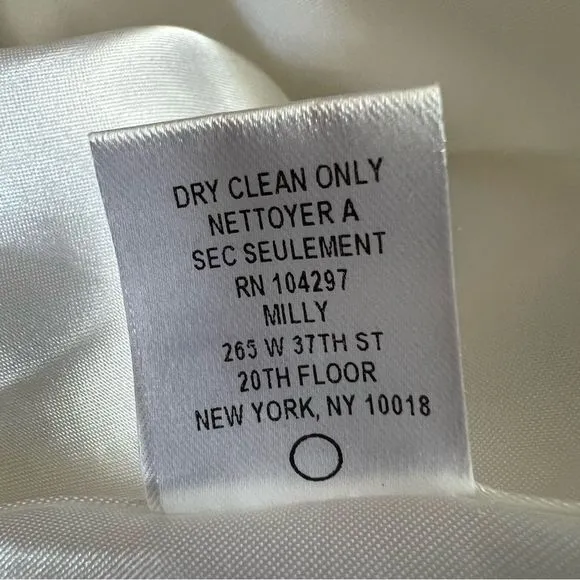 DRY CLEAN ONLY
NETTOYER A
SEC SEULEMENT
RN 104297
MILLY
265 W 37TH ST
20TH FLOOR
NEW YORK, NY 10018